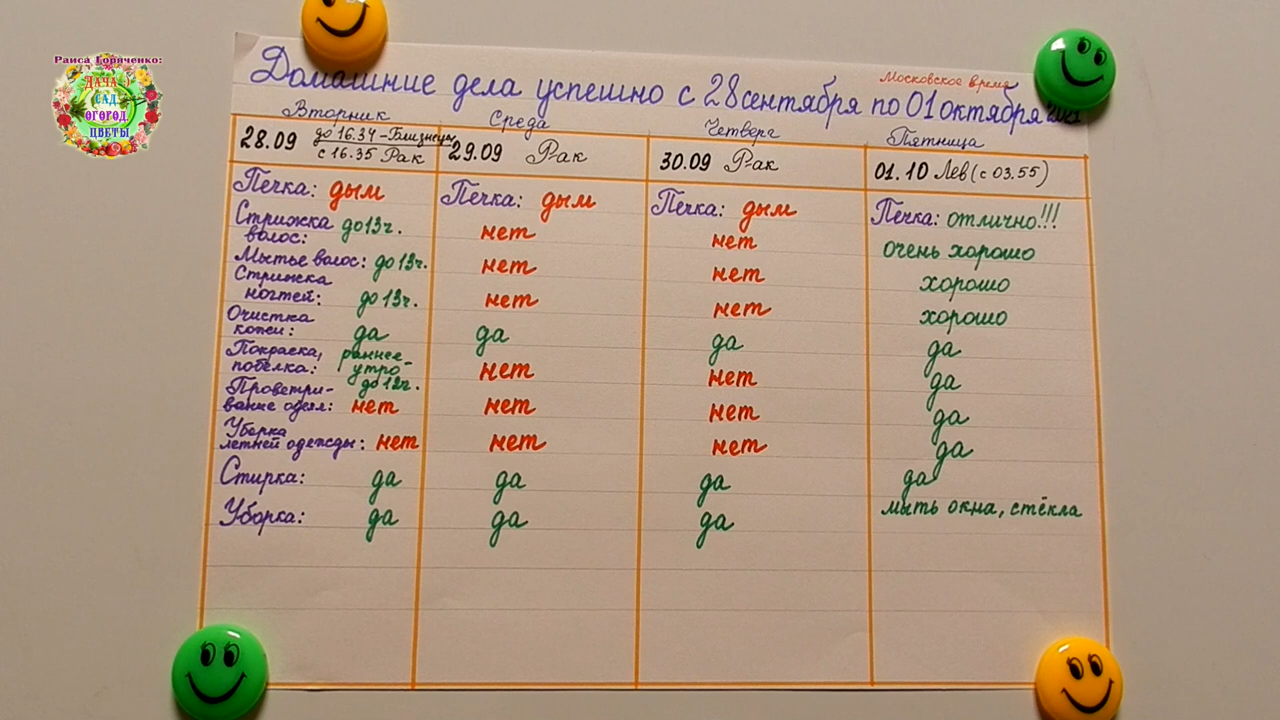 Раиса Горяченко:
ДАЧА
САД
ОГОРОД
ЦВЕТЫ
Московское время
Домашние дела успешно с 28 сентября по 01 октября
Вторник Среда Четверг Пятница
28.09 до 16.34 - Близнецы
с 16.35 Рак
29.09 Рак
30.09 Рак
01.10 Лев (с 03.55)
Печка: дым Печка: дым Печка: дым Печка: отлично!!!
Стрижка волос: до 13ч. нет нет очень хорошо
Мытьё волос: до 13ч. нет нет хорошо
Стрижка ногтей: до 13ч. нет нет хорошо
Очистка кожи: да да да да
Покраска, побелка: раннее утро - до 12ч. нет нет да
Проветривание одеял: нет нет нет да
Уборка летней одежды: нет нет нет да
Стирка: да да да да
Уборка: да да да мыть окна, стёкла